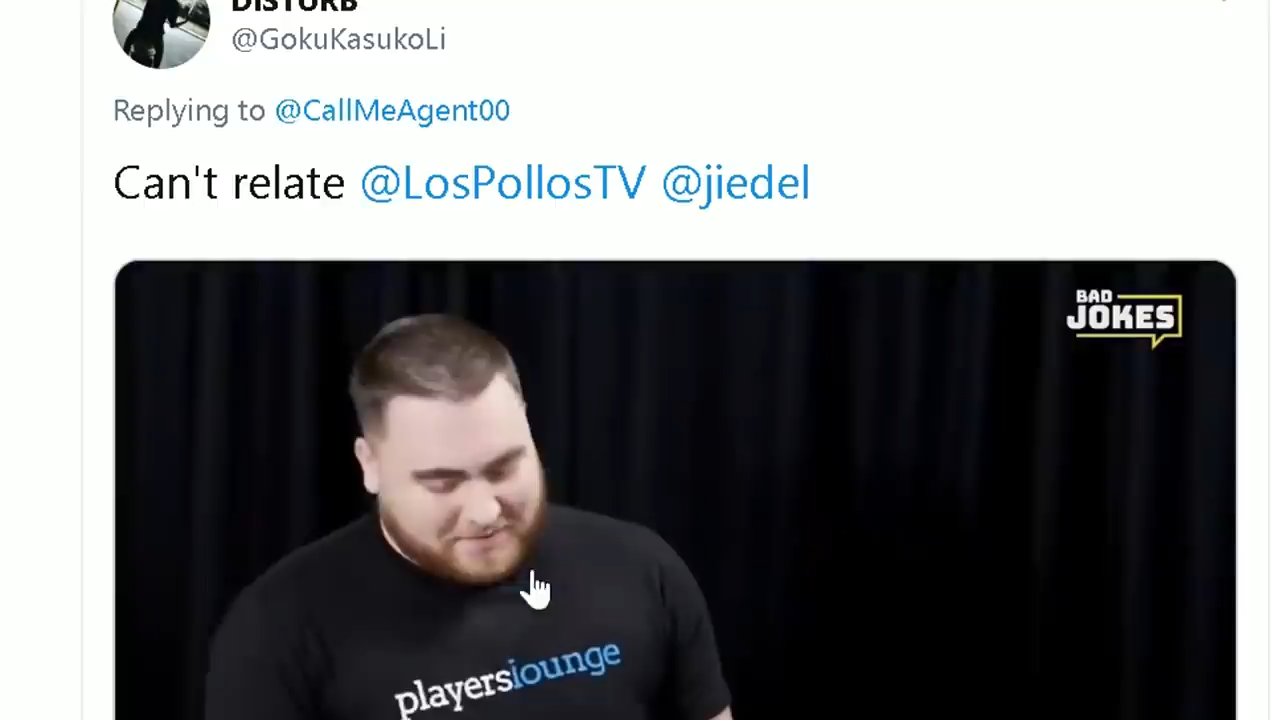 DISTURB
@GokuKasukoLi
Replying to @CallMeAgent00
Can't relate @LosPollosTV @jiedel
BAD
JOKES
playerslounge